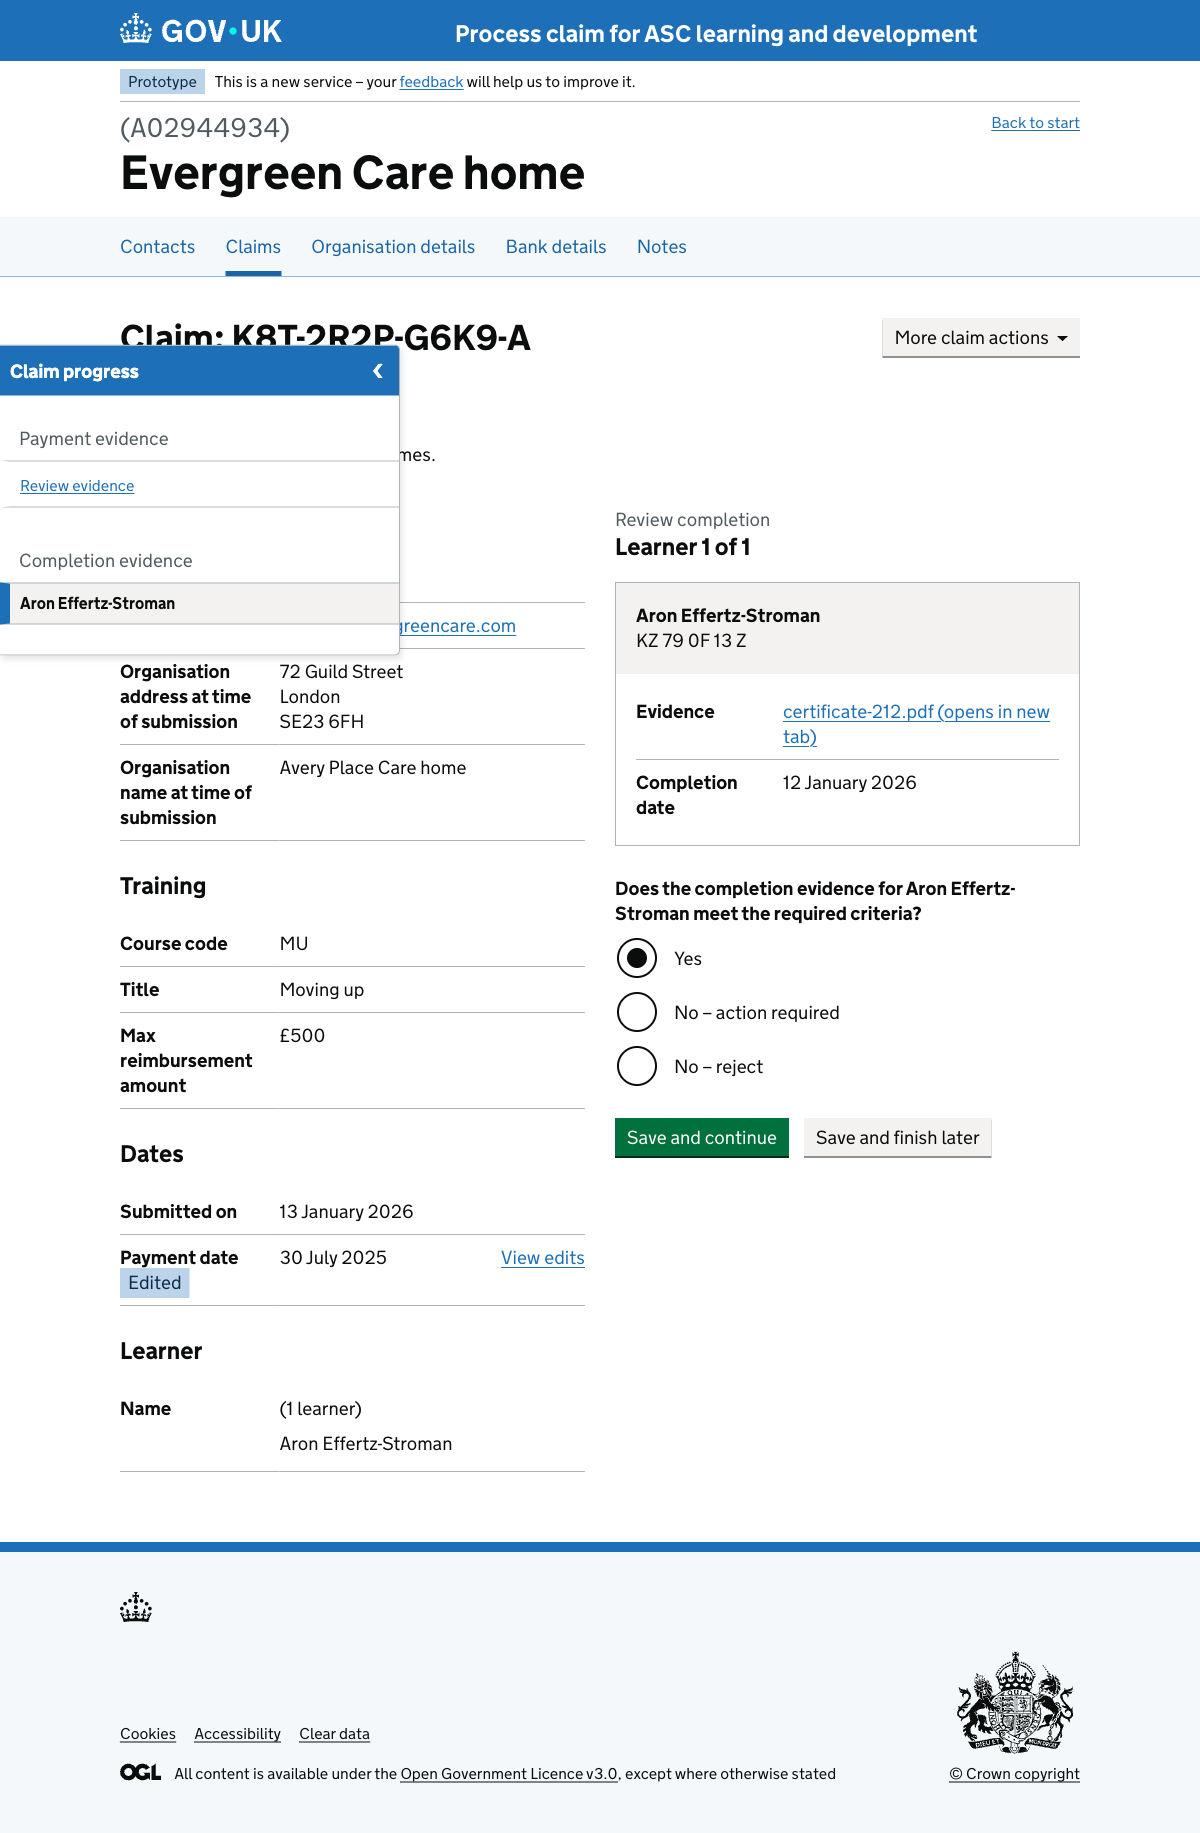 GOV·UK
Process claim for ASC learning and development
Prototype This is a new service – your feedback will help us to improve it.
(A02944934)
Back to start
Evergreen Care home
Contacts Claims Organisation details Bank details Notes
Claim: K8T-2R2P-G6K9-A
More claim actions
Claim progress
Payment evidence
mes.
Review evidence
Completion evidence
Aron Effertz-Stroman
greencare.com
Organisation address at time of submission
72 Guild Street
London
SE23 6FH
Organisation name at time of submission
Avery Place Care home
Training
Course code MU
Title Moving up
Max reimbursement amount
£500
Dates
Submitted on 13 January 2026
Payment date 30 July 2025 View edits
Edited
Learner
Name (1 learner)
Aron Effertz-Stroman
Review completion
Learner 1 of 1
Aron Effertz-Stroman
KZ 79 0F 13 Z
Evidence certificate-212.pdf (opens in new
tab)
Completion date
12 January 2026
Does the completion evidence for Aron Effertz-
Stroman meet the required criteria?
Yes
No – action required
No – reject
Save and continue Save and finish later
Cookies Accessibility Clear data
OGL All content is available under the Open Government Licence v3.0, except where otherwise stated
© Crown copyright